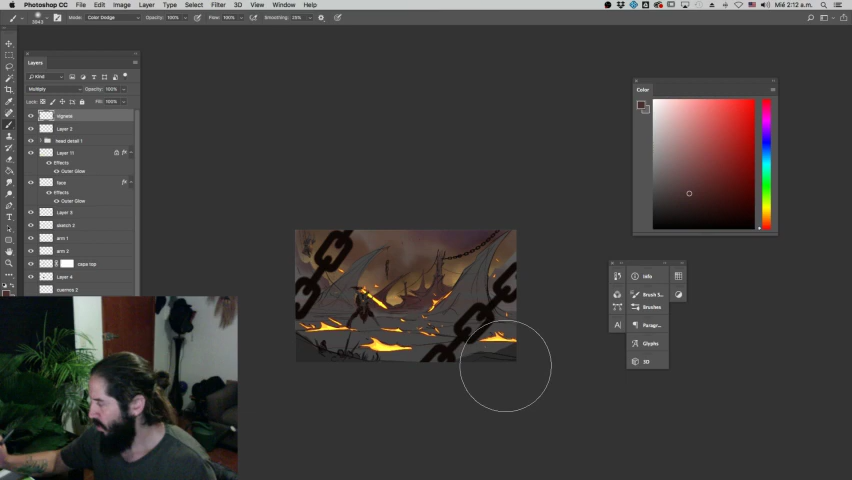 Photoshop CC File Edit Image Layer Type Select Filter 3D View Window Help Mié 2:12 a.m.
Mode: Color Dodge Opacity: 100% Flow: 100% Smoothing: 25%
Layers
Kind
Multiply Opacity: 100%
Lock: Fill: 100%
Layer 2
head detail 1
Layer 11
Effects
Outer Glow
face
Effects
Outer Glow
Layer 3
sketch 2
arm 1
arm 2
capa top
Layer 4
cuernos 2
Color
Info
Brush S...
Brushes
Paragr...
Glyphs
3D